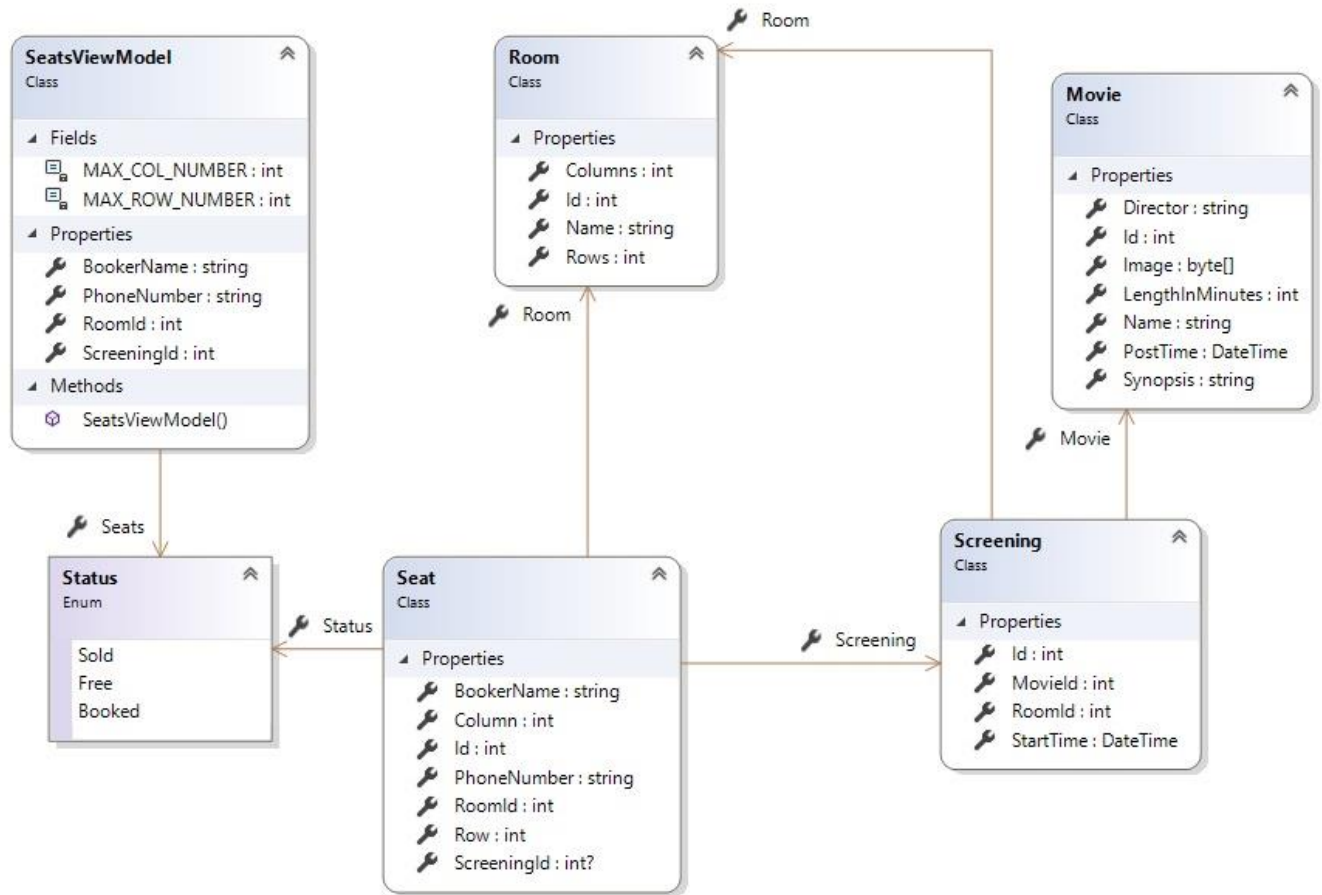 SeatsViewModel
Class
Fields
MAX_COL_NUMBER : int
MAX_ROW_NUMBER : int
Properties
BookerName : string
PhoneNumber : string
RoomId : int
ScreeningId : int
Methods
SeatsViewModel()
Seats
Status
Enum
Sold
Free
Booked
Room
Class
Properties
Columns : int
Id : int
Name : string
Rows : int
Room
Room
Movie
Class
Properties
Director : string
Id : int
Image : byte[]
LengthInMinutes : int
Name : string
PostTime : DateTime
Synopsis : string
Movie
Status
Seat
Class
Properties
BookerName : string
Column : int
Id : int
PhoneNumber : string
RoomId : int
Row : int
ScreeningId : int?
Screening
Screening
Class
Properties
Id : int
MovieId : int
RoomId : int
StartTime : DateTime